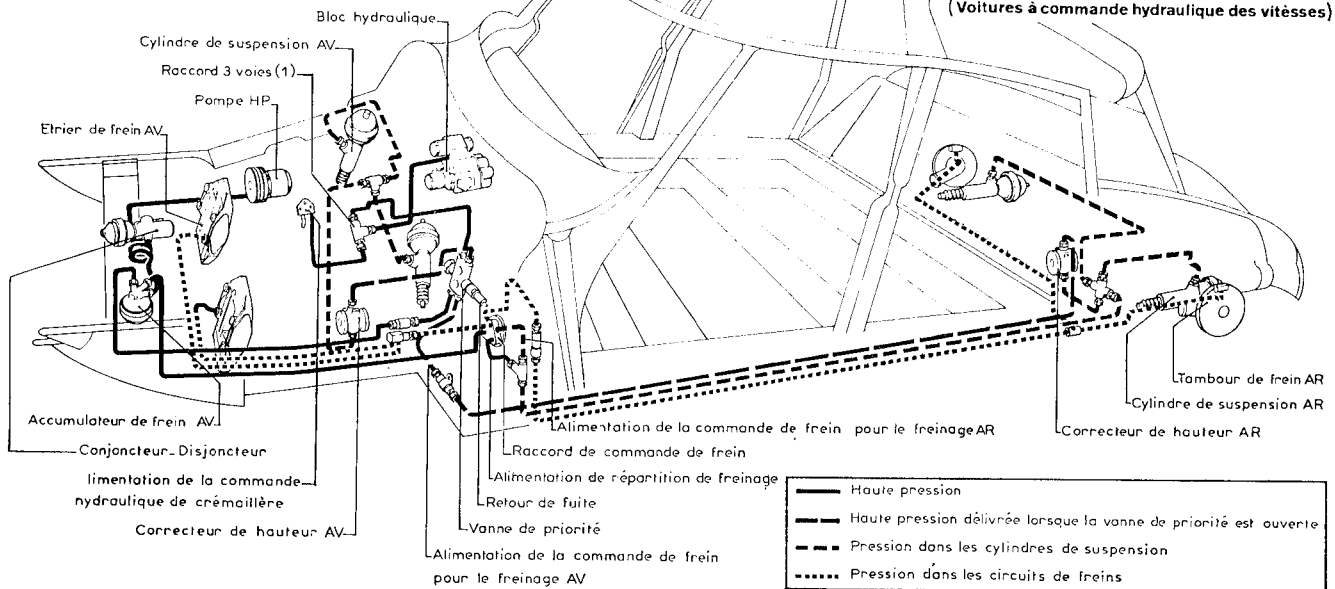 (Voitures à commande hydraulique des vitèsses)
Bloc hydraulique
Cylindre de suspension AV
Raccord 3 voies (1)
Pompe HP
Etrier de frein AV
Accumulateur de frein AV
Conjoncteur_Disjoncteur
limentation de la commande
hydraulique de crémaillère
Correcteur de hauteur AV
Alimentation de la commande de frein
pour le freinage AV
Vanne de priorité
Retour de fuite
Alimentation de répartition de freinage
Raccord de commande de frein
Alimentation de la commande de frein pour le freinage AR
Tambour de frein AR
Cylindre de suspension AR
Correcteur de hauteur AR
Haute pression
Haute pression délivrée lorsque la vanne de priorité est ouverte
Pression dans les cylindres de suspension
Pression dans les circuits de freins